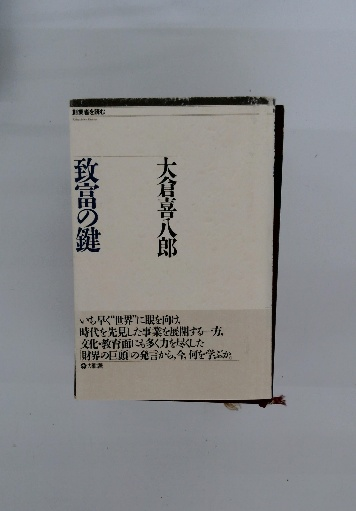 創業者を読む
大倉喜八郎
致富の鍵
いち早く“世界”に眼を向け、
時代を先見した事業を展開する一方、
文化・教育面にも多く力を尽くした
「財界の巨頭」の発言から、今、何を学ぶか。